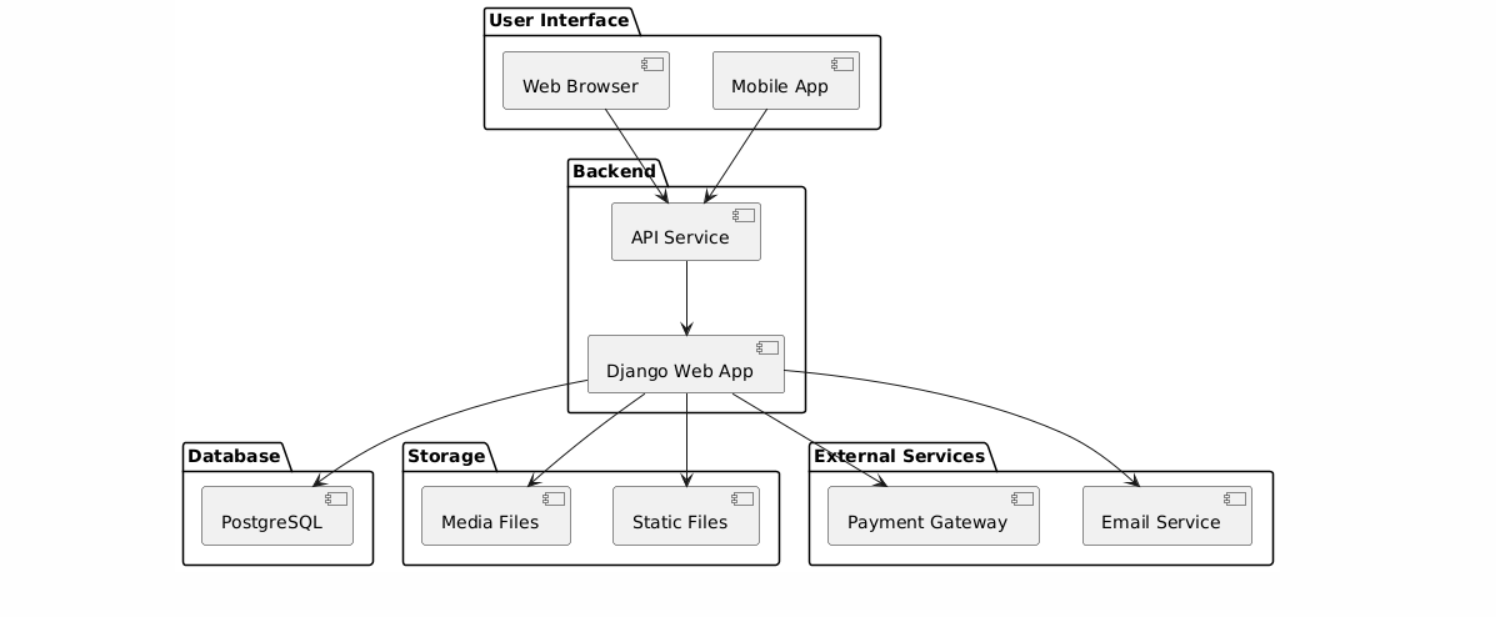 User Interface
Web Browser
Mobile App
Backend
API Service
Django Web App
Database
Storage
External Services
PostgreSQL
Media Files
Static Files
Payment Gateway
Email Service